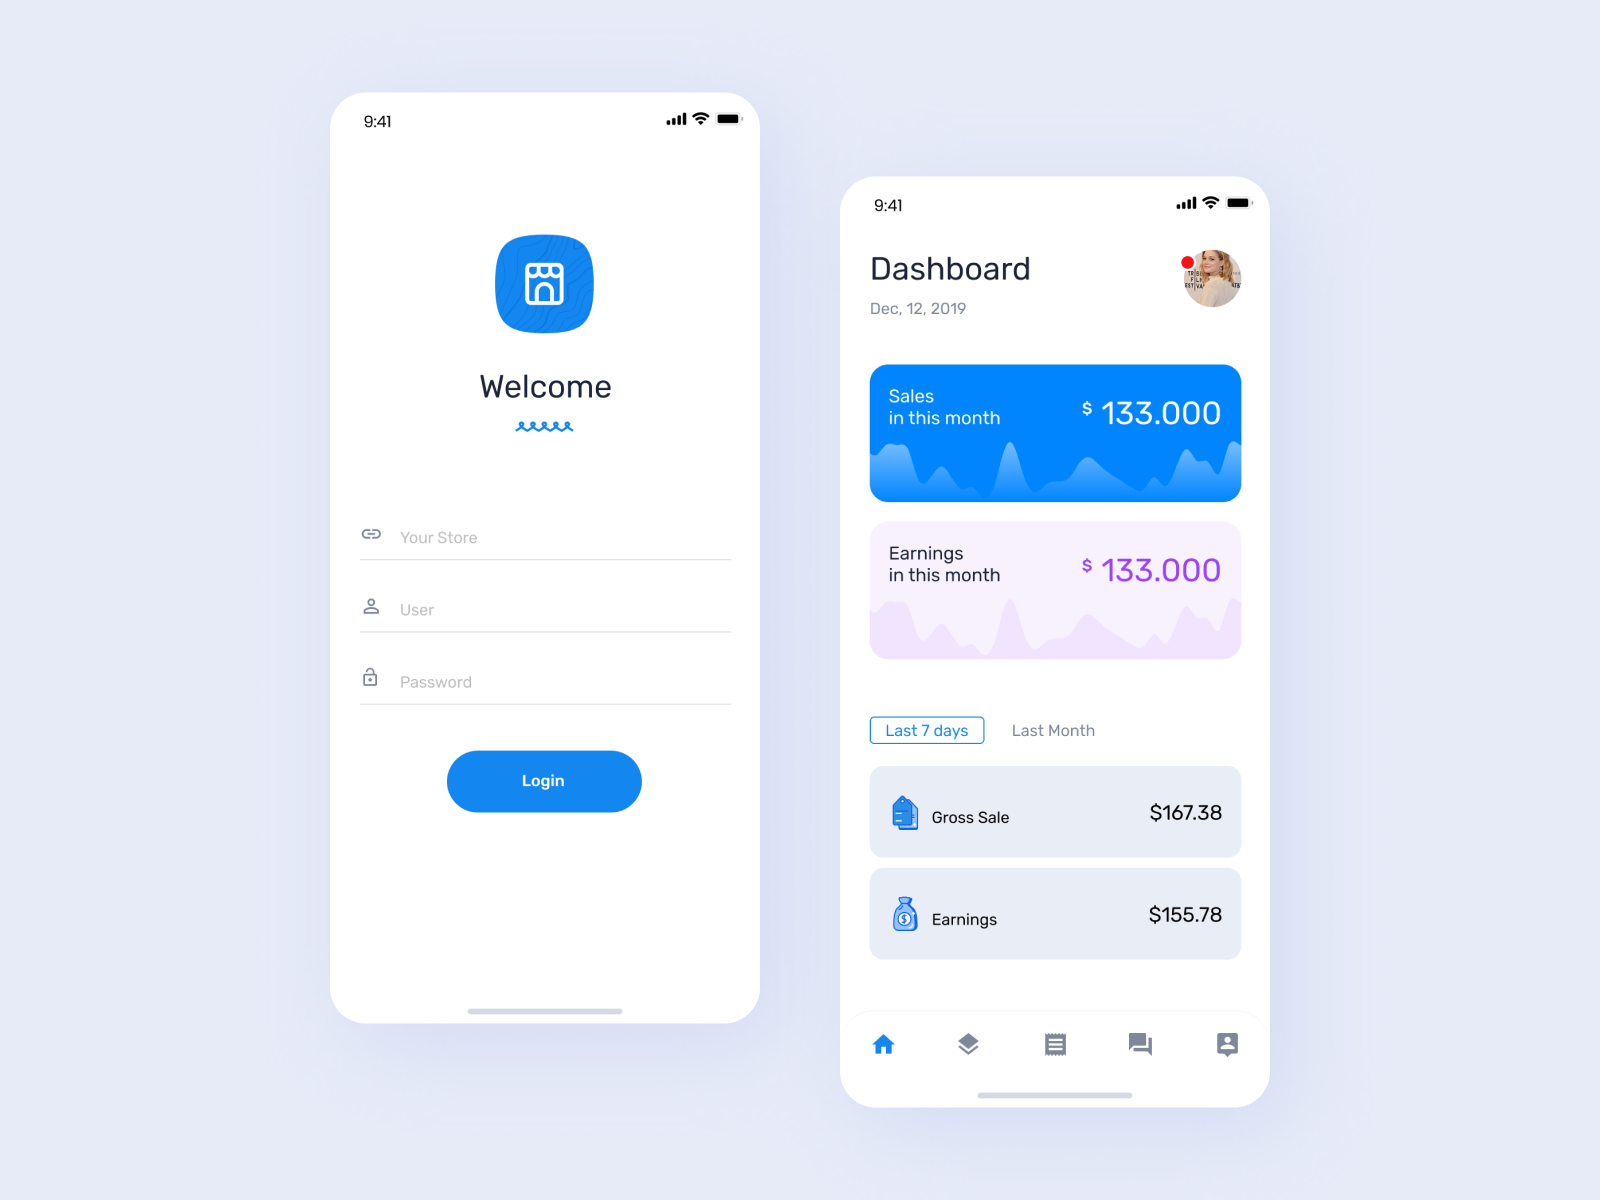 9:41
Welcome
Your Store
User
Password
Login
9:41
Dashboard
Dec, 12, 2019
Sales
in this month
$ 133.000
Earnings
in this month
$ 133.000
Last 7 days
Last Month
Gross Sale
$167.38
$
Earnings
$155.78